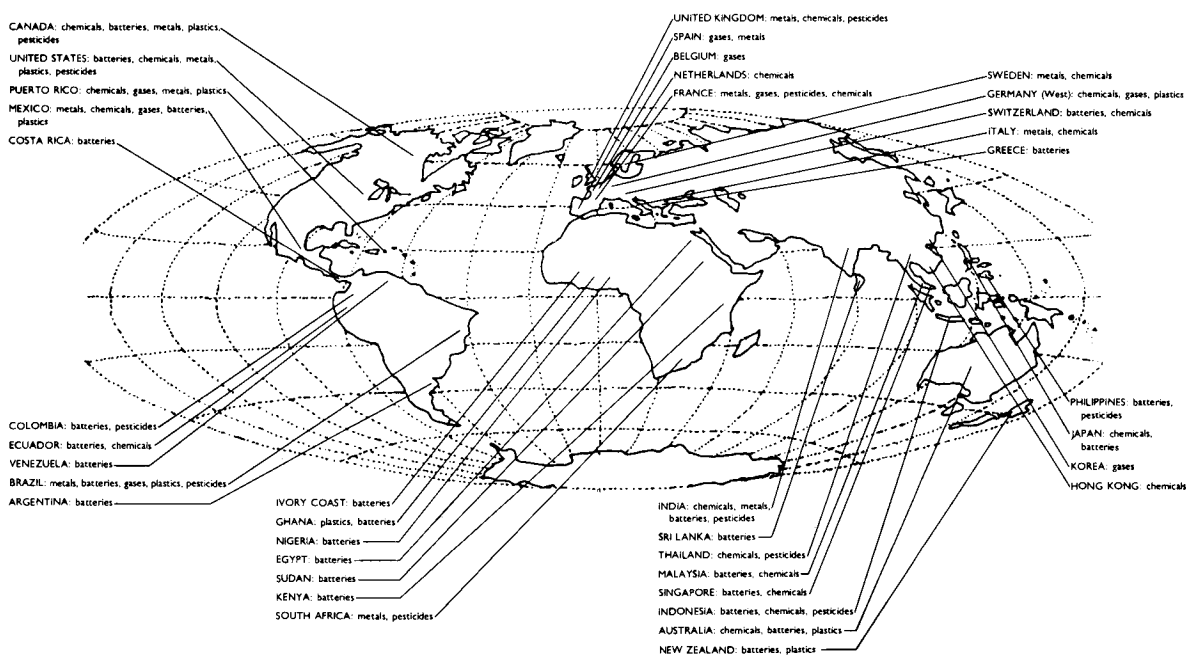 CANADA: chemicals, batteries, metals, plastics,
pesticides
UNITED STATES: batteries, chemicals, metals,
plastics, pesticides
PUERTO RICO: chemicals, gases, metals, plastics
MEXICO: metals, chemicals, gases, batteries,
plastics
COSTA RICA: batteries
UNITED KINGDOM: metals, chemicals, pesticides
SPAIN: gases, metals
BELGIUM: gases
NETHERLANDS: chemicals
FRANCE: metals, gases, pesticides, chemicals
SWEDEN: metals, chemicals
GERMANY (West): chemicals, gases, plastics
SWITZERLAND: batteries, chemicals
ITALY: metals, chemicals
GREECE: batteries
COLOMBIA: batteries, pesticides
ECUADOR: batteries, chemicals
VENEZUELA: batteries
BRAZIL: metals, batteries, gases, plastics, pesticides
ARGENTINA: batteries
IVORY COAST: batteries
GHANA: plastics, batteries
NIGERIA: batteries
EGYPT: batteries
SUDAN: batteries
KENYA: batteries
SOUTH AFRICA: metals, pesticides
INDIA: chemicals, metals,
batteries, pesticides
SRI LANKA: batteries
THAILAND: chemicals, pesticides
MALAYSIA: batteries, chemicals
SINGAPORE: batteries, chemicals
INDONESIA: batteries, chemicals, pesticides
AUSTRALIA: chemicals, batteries, plastics
NEW ZEALAND: batteries, plastics
PHILIPPINES: batteries,
pesticides
JAPAN: chemicals,
batteries
KOREA: gases
HONG KONG: chemicals